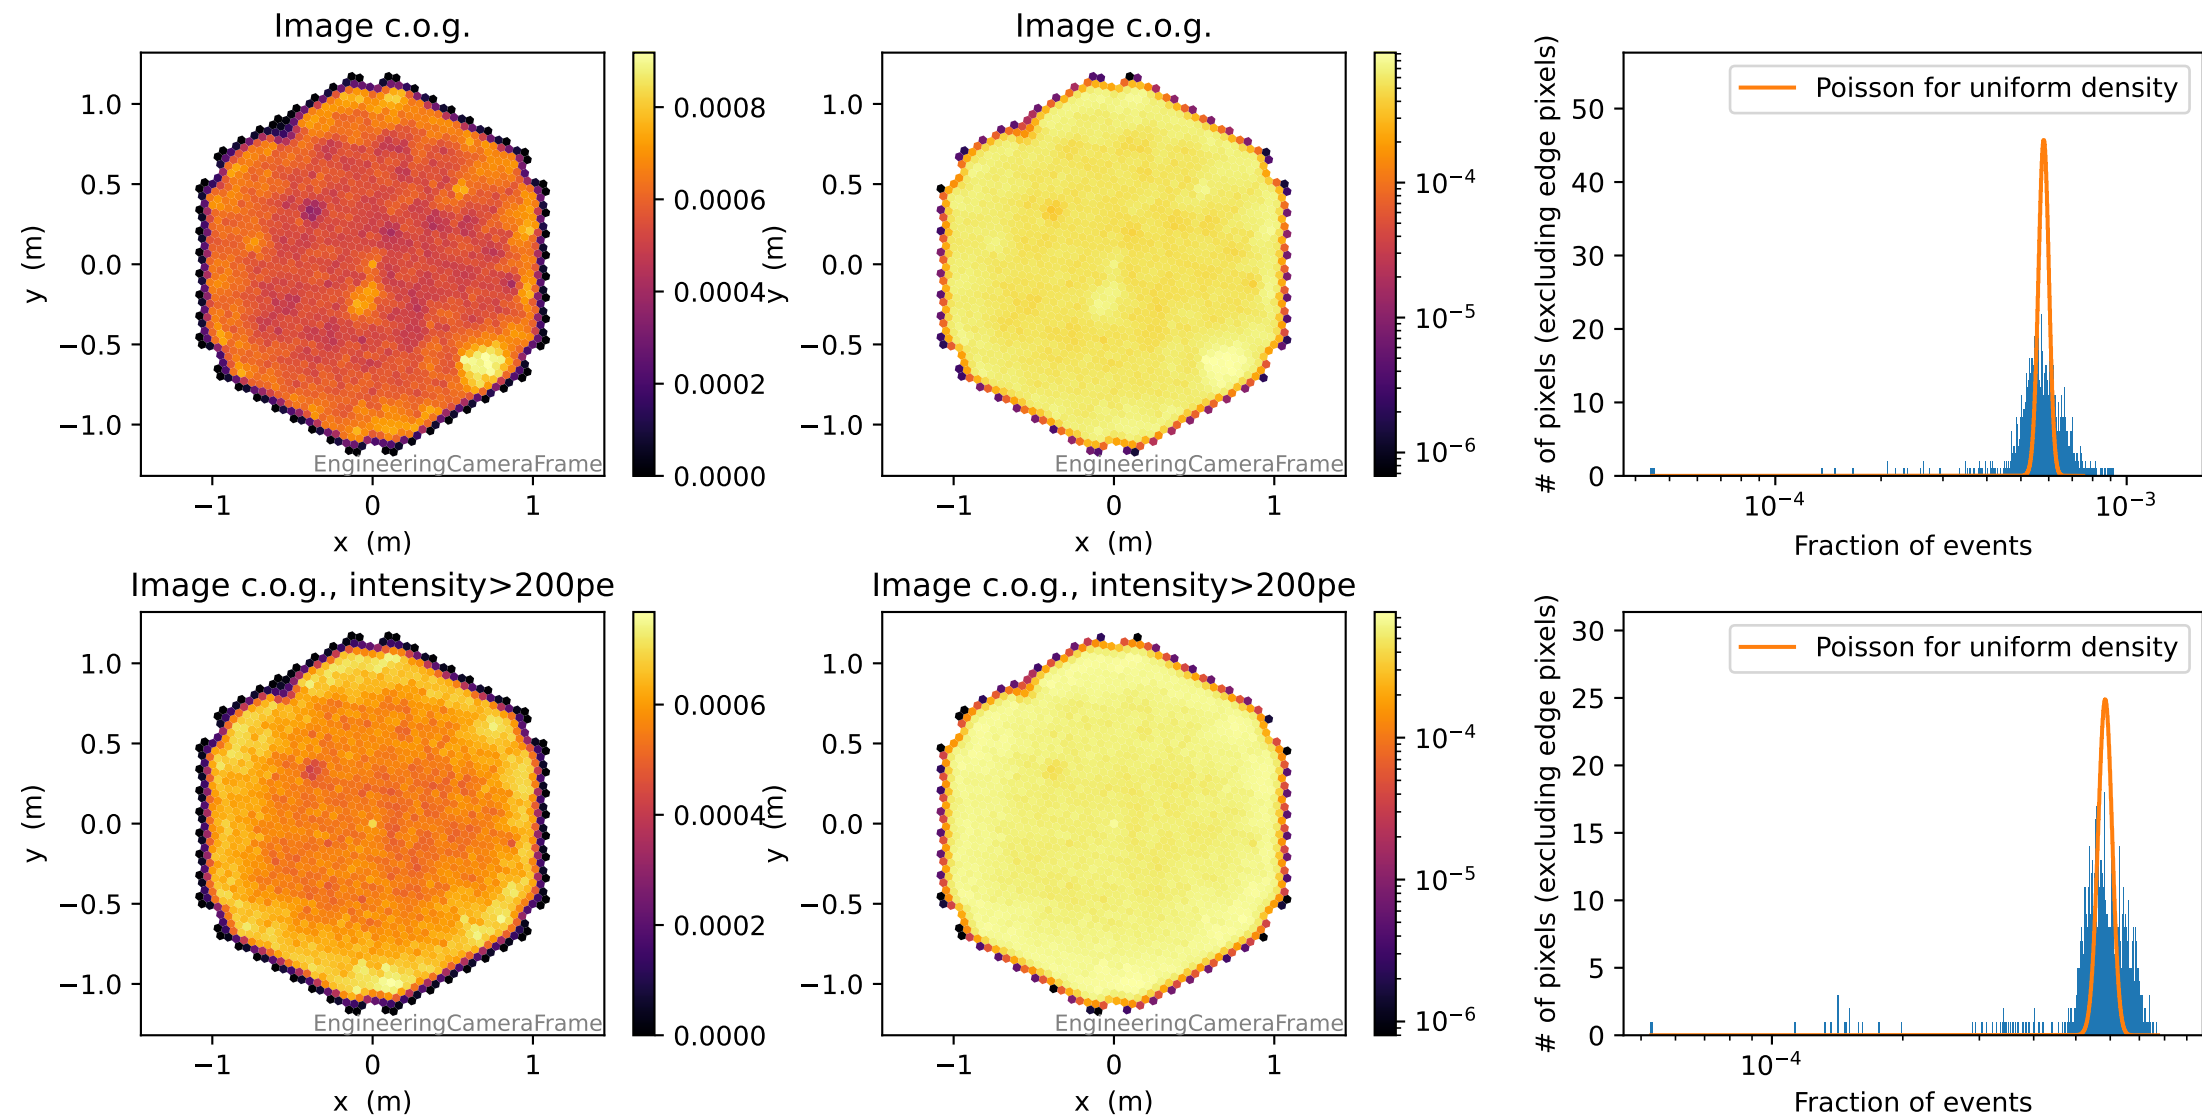 Image c.o.g.
1.0
0.5
0.0
−0.5
−1.0
y (m)
−1
0
1
x (m)
EngineeringCameraFrame
0.0008
0.0006
0.0004
0.0002
0.0000
Image c.o.g.
1.0
0.5
0.0
−0.5
−1.0
y (m)
−1
0
1
x (m)
EngineeringCameraFrame
10⁻⁴
10⁻⁵
10⁻⁶
# of pixels (excluding edge pixels)
50
40
30
20
10
0
Poisson for uniform density
10⁻⁴
10⁻³
Fraction of events
Image c.o.g., intensity>200pe
1.0
0.5
0.0
−0.5
−1.0
y (m)
−1
0
1
x (m)
EngineeringCameraFrame
0.0006
0.0004
0.0002
0.0000
Image c.o.g., intensity>200pe
1.0
0.5
0.0
−0.5
−1.0
y (m)
−1
0
1
x (m)
EngineeringCameraFrame
10⁻⁴
10⁻⁵
10⁻⁶
# of pixels (excluding edge pixels)
30
25
20
15
10
5
0
Poisson for uniform density
10⁻⁴
Fraction of events